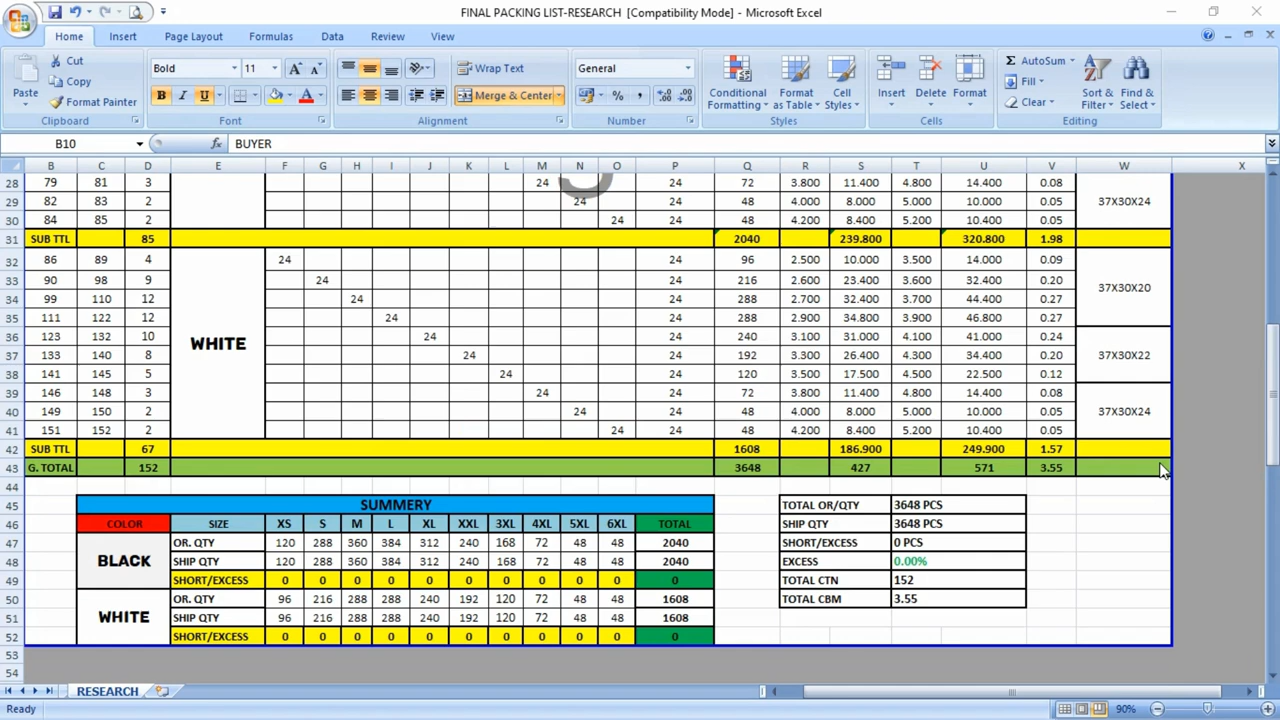 FINAL PACKING LIST-RESEARCH [Compatibility Mode] - Microsoft Excel
Home Insert Page Layout Formulas Data Review View
Paste Cut Copy Format Painter Clipboard
Bold 11 A A B I U A Font
Wrap Text Merge & Center Alignment
General % , .0 .00 .00 .0 Number
Conditional Formatting Format as Table Cell Styles Styles
Insert Delete Format Cells
Σ AutoSum Fill Clear Sort & Filter Find & Select Editing
B10 fx BUYER
B C D E F G H I J K L M N O P Q R S T U V W X
28 79 81 3 24 24 72 3.800 11.400 4.800 14.400 0.08
29 82 83 2 24 24 48 4.000 8.000 5.000 10.000 0.05 37X30X24
30 84 85 2 24 24 48 4.200 8.400 5.200 10.400 0.05
31 SUB TTL 85 2040 239.800 320.800 1.98
32 86 89 4 24 24 96 2.500 10.000 3.500 14.000 0.09
33 90 98 9 24 24 216 2.600 23.400 3.600 32.400 0.27 37X30X20
34 99 110 12 24 24 288 2.700 32.400 3.700 44.400 0.27
35 111 122 12 24 24 288 2.900 34.800 3.900 46.800 0.27
36 123 132 10 WHITE 24 24 240 3.100 31.000 4.100 41.000 0.24
37 133 140 8 24 24 192 3.300 26.400 4.300 34.400 0.20 37X30X22
38 141 145 5 24 24 120 3.500 17.500 4.500 22.500 0.12
39 146 148 3 24 24 72 3.800 11.400 4.800 14.400 0.08
40 149 150 2 24 24 48 4.000 8.000 5.000 10.000 0.05 37X30X24
41 151 152 2 24 24 48 4.200 8.400 5.200 10.400 0.05
42 SUB TTL 67 1608 186.900 249.900 1.57
43 G. TOTAL 152 3648 427 571 3.55
44
45 SUMMERY TOTAL OR/QTY 3648 PCS
46 COLOR SIZE XS S M L XL XXL 3XL 4XL 5XL 6XL TOTAL SHIP QTY 3648 PCS
47 OR. QTY 120 288 360 384 312 240 168 72 48 48 2040 SHORT/EXCESS 0 PCS
48 BLACK SHIP QTY 120 288 360 384 312 240 168 72 48 48 2040 EXCESS 0.00%
49 SHORT/EXCESS 0 0 0 0 0 0 0 0 0 0 0 TOTAL CTN 152
50 OR. QTY 96 216 288 288 240 192 120 72 48 48 1608 TOTAL CBM 3.55
51 WHITE SHIP QTY 96 216 288 288 240 192 120 72 48 48 1608
52 SHORT/EXCESS 0 0 0 0 0 0 0 0 0 0 0
53
54
RESEARCH
Ready 90%